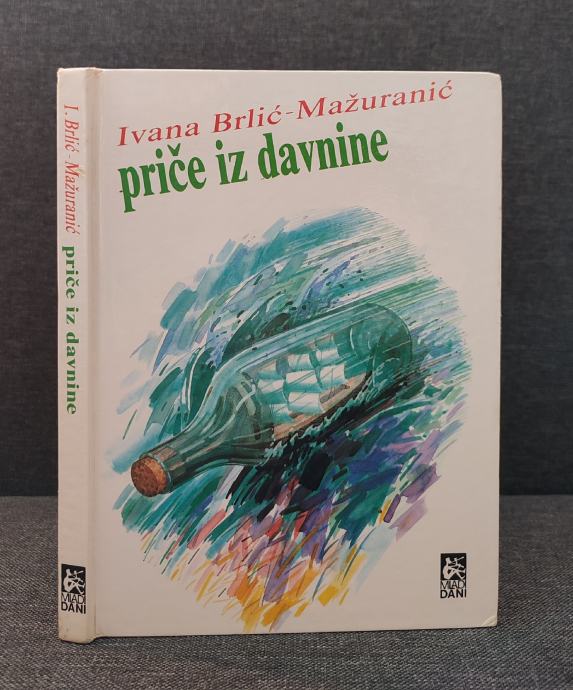 Ivana Brlić-Mažuranić
priče iz davnine
I. Brlić-Mažuranić priče iz davnine
MLADI
DANI
MLADI
DANI